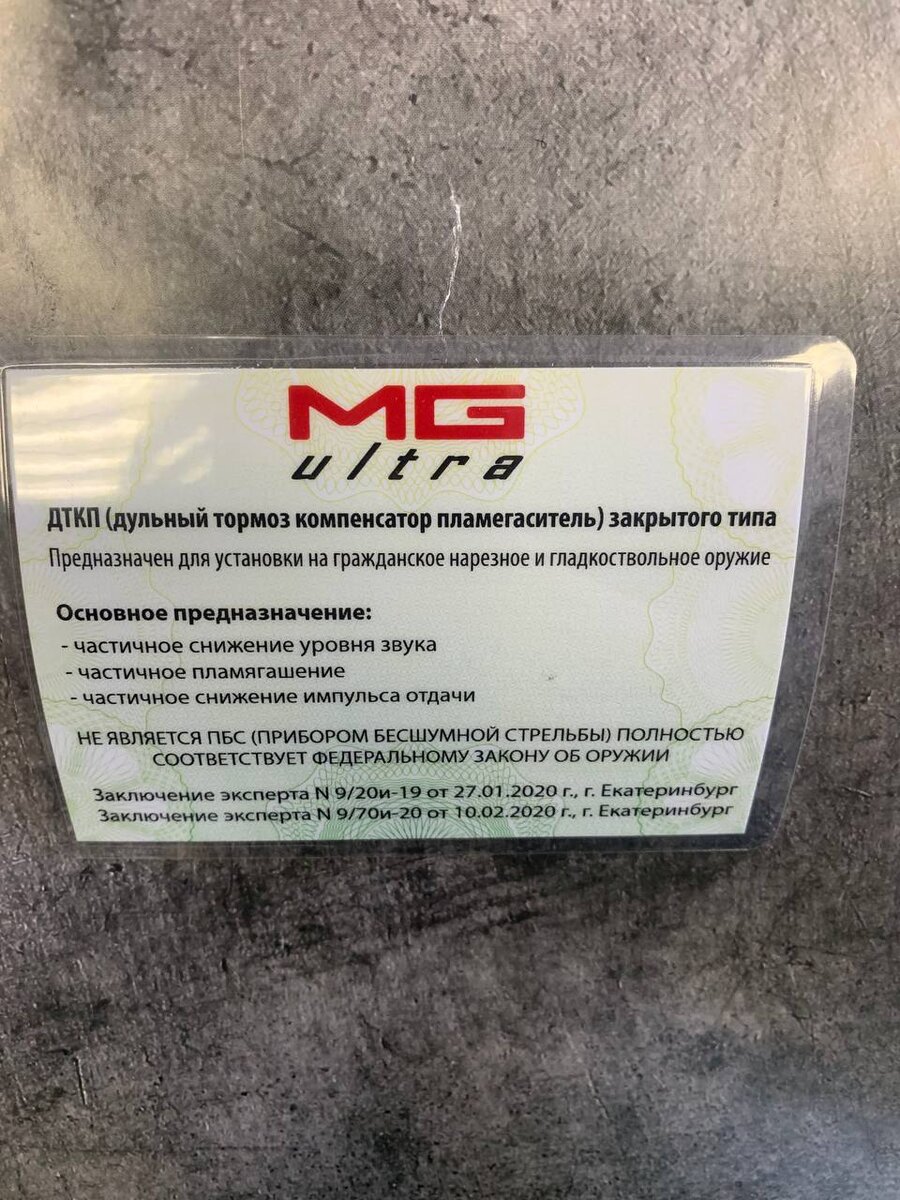 MG
ultra
ДТКП (дульный тормоз компенсатор пламегаситель) закрытого типа
Предназначен для установки на гражданское нарезное и гладкоствольное оружие
Основное предназначение:
- частичное снижение уровня звука
- частичное пламягашение
- частичное снижение импульса отдачи
НЕ ЯВЛЯЕТСЯ ПБС (ПРИБОРОМ БЕСШУМНОЙ СТРЕЛЬБЫ) ПОЛНОСТЬЮ
СООТВЕТСТВУЕТ ФЕДЕРАЛЬНОМУ ЗАКОНУ ОБ ОРУЖИИ
Заключение эксперта N 9/20и-19 от 27.01.2020 г., г. Екатеринбург
Заключение эксперта N 9/70и-20 от 10.02.2020 г., г. Екатеринбург